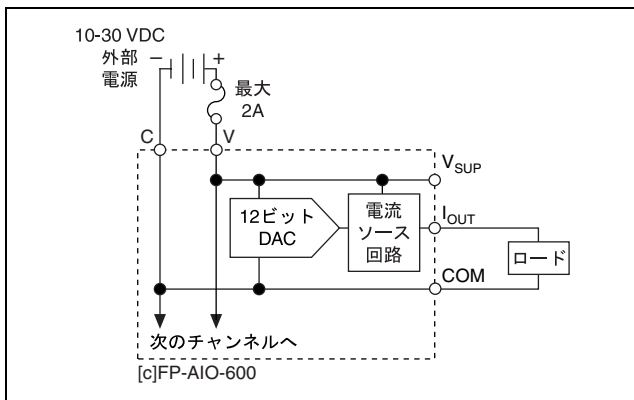 10-30 VDC
外部
電源
− +
最大
2A
C V
V_SUP
12ビット
DAC
電流
ソース
回路
I_OUT
ロード
COM
次のチャンネルへ
[c]FP-AIO-600